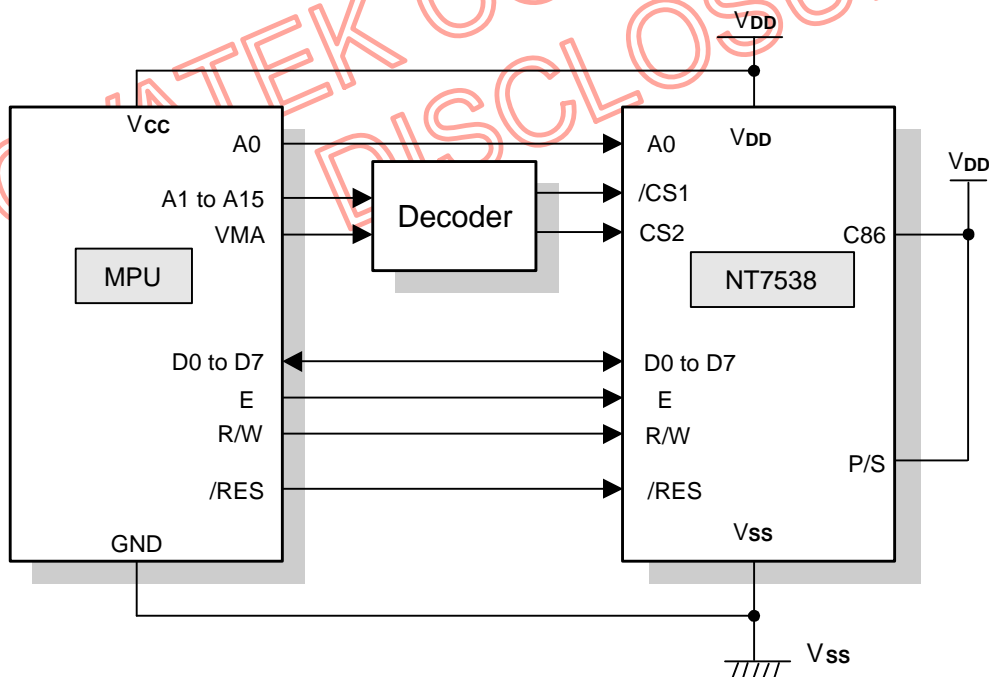 VDD
VCC
A0
A0
VDD
VDD
A1 to A15
Decoder
/CS1
VMA
CS2
C86
MPU
NT7538
D0 to D7
D0 to D7
E
E
R/W
R/W
P/S
/RES
/RES
GND
VSS
VSS